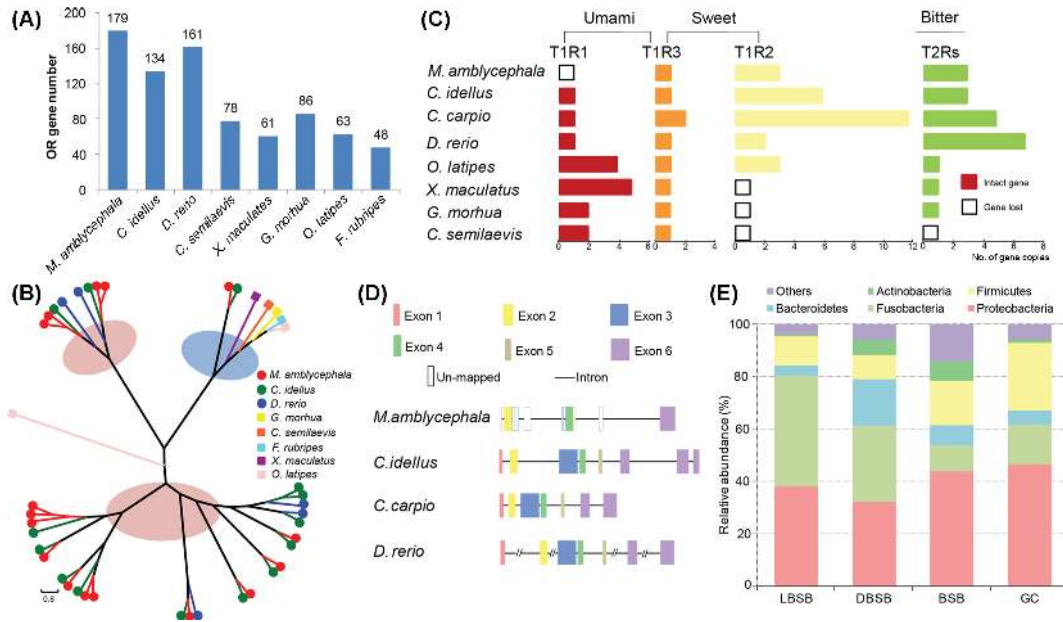 (A)
OR gene number
200
160
120
80
40
0
179
134
161
78
61
86
63
48
M. amblycephala
C. idellus
D. rerio
C. semilaevis
X. maculates
G. morhua
O. latipes
F. rubripes
(C)
Umami
Sweet
Bitter
T1R1
T1R3
T1R2
T2Rs
M. amblycephala
C. idellus
C. carpio
D. rerio
O. latipes
X. maculatus
G. morhua
C. semilaevis
Intact gene
Gene lost
0 2 4 6
0 2
0 2 4 6 8 10 12
0 2 4 6 8
No. of gene copies
(B)
M. amblycephala
C. idellus
D. rerio
G. morhua
C. semilaevis
F. rubripes
X. maculatus
O. latipes
(D)
Exon 1
Exon 2
Exon 3
Exon 4
Exon 5
Exon 6
Un-mapped
Intron
M.amblycephala
C.idellus
C.carpio
D.rerio
(E)
Others
Actinobacteria
Firmicutes
Bacteroidetes
Fusobacteria
Proteobacteria
Relative abundance (%)
100
80
60
40
20
0
LBSB
DBSB
BSB
GC